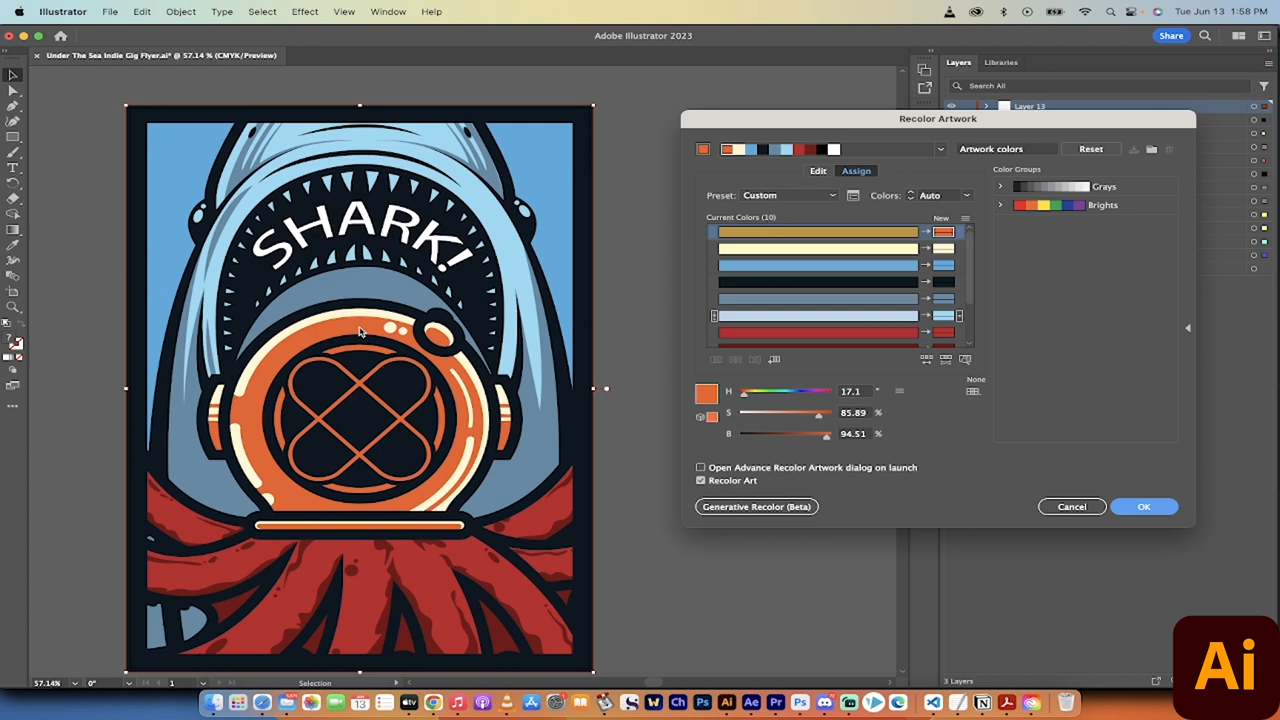 Illustrator File Edit Object Type Select Effect View Window Help Tue Jun 13 1:58 PM
Adobe Illustrator 2023
Share
× Under The Sea Indie Gig Flyer.ai* @ 57.14 % (CMYK/Preview)
Layers Libraries
Search All
Layer 13
SHARK!
Recolor Artwork
Artwork colors
Reset
Edit Assign
Color Groups
Preset: Custom
Colors: Auto
Grays
Brights
Current Colors (10)
New
None
H 17.1 °
S 85.89 %
B 94.51 %
Open Advance Recolor Artwork dialog on launch
Recolor Art
Generative Recolor (Beta)
Cancel
OK
57.14% 0° 1 Selection
3 Layers
Ai